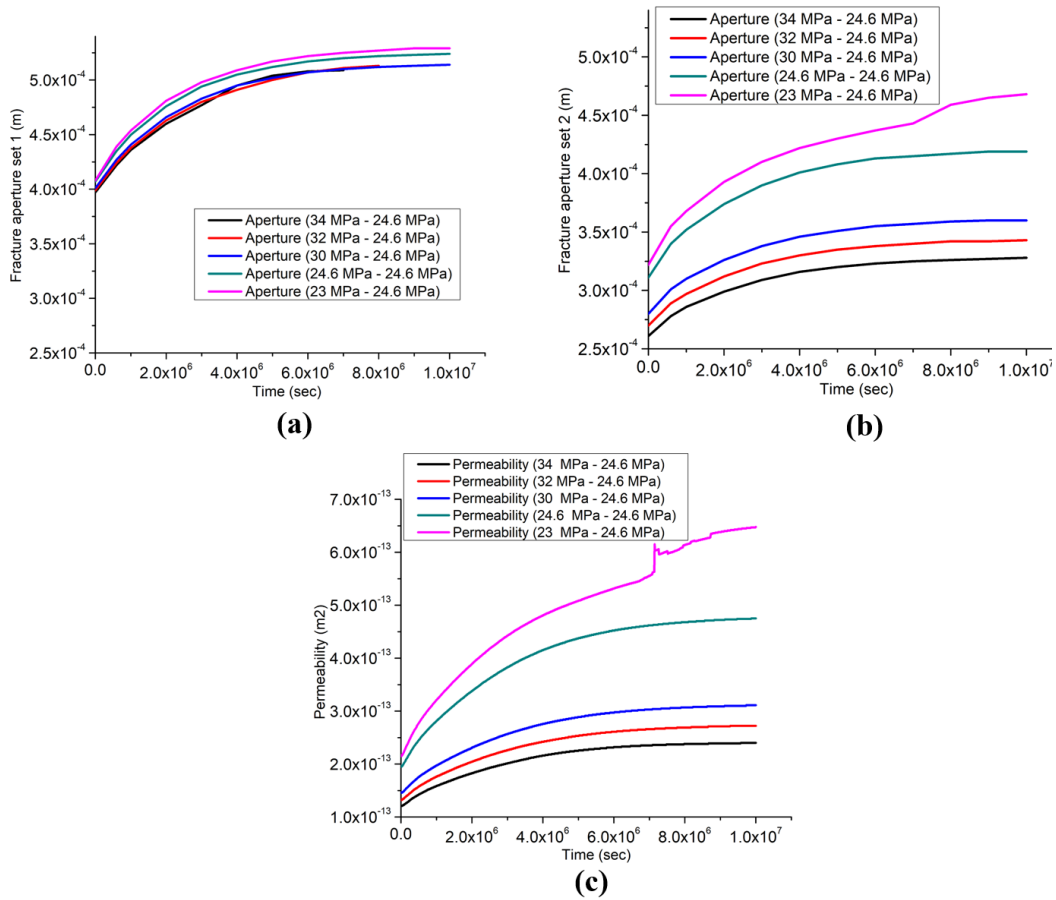 5.0x10⁻⁴
4.5x10⁻⁴
4.0x10⁻⁴
3.5x10⁻⁴
3.0x10⁻⁴
2.5x10⁻⁴
Fracture aperture set 1 (m)
Aperture (34 MPa - 24.6 MPa)
Aperture (32 MPa - 24.6 MPa)
Aperture (30 MPa - 24.6 MPa)
Aperture (24.6 MPa - 24.6 MPa)
Aperture (23 MPa - 24.6 MPa)
0.0 2.0x10⁶ 4.0x10⁶ 6.0x10⁶ 8.0x10⁶ 1.0x10⁷
Time (sec)
(a)
Aperture (34 MPa - 24.6 MPa)
Aperture (32 MPa - 24.6 MPa)
Aperture (30 MPa - 24.6 MPa)
Aperture (24.6 MPa - 24.6 MPa)
Aperture (23 MPa - 24.6 MPa)
5.0x10⁻⁴
4.5x10⁻⁴
4.0x10⁻⁴
3.5x10⁻⁴
3.0x10⁻⁴
2.5x10⁻⁴
Fracture aperture set 2 (m)
0.0 2.0x10⁶ 4.0x10⁶ 6.0x10⁶ 8.0x10⁶ 1.0x10⁷
Time (sec)
(b)
Permeability (34 MPa - 24.6 MPa)
Permeability (32 MPa - 24.6 MPa)
Permeability (30 MPa - 24.6 MPa)
Permeability (24.6 MPa - 24.6 MPa)
Permeability (23 MPa - 24.6 MPa)
7.0x10⁻¹³
6.0x10⁻¹³
5.0x10⁻¹³
4.0x10⁻¹³
3.0x10⁻¹³
2.0x10⁻¹³
1.0x10⁻¹³
Permeability (m2)
0.0 2.0x10⁶ 4.0x10⁶ 6.0x10⁶ 8.0x10⁶ 1.0x10⁷
Time (sec)
(c)